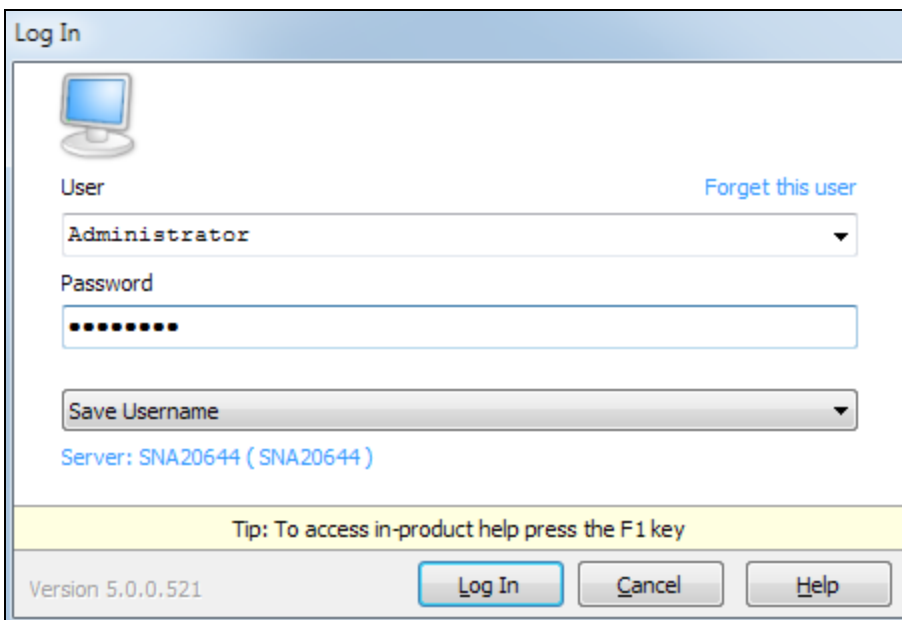 Log In
User
Forget this user
Administrator
Password
••••••••
Save Username
Server: SNA20644 ( SNA20644 )
Tip: To access in-product help press the F1 key
Version 5.0.0.521
Log In
Cancel
Help